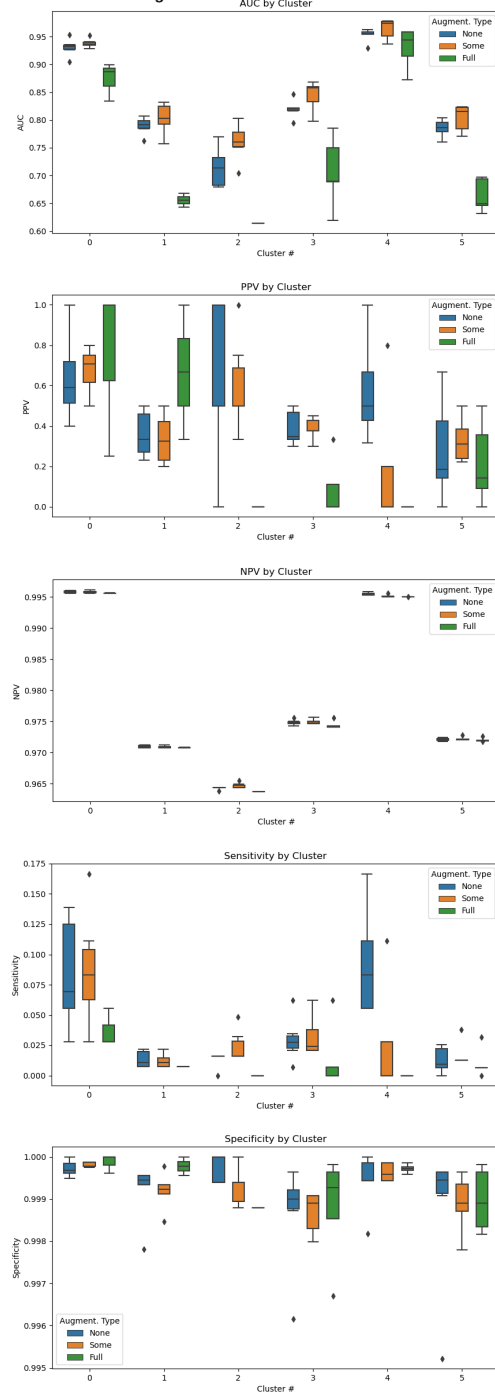 AUC by Cluster
Augment. Type
None
Some
Full
0.95
0.90
0.85
0.80
0.75
0.70
0.65
0.60
AUC
0 1 2 3 4 5
Cluster #
PPV by Cluster
Augment. Type
None
Some
Full
1.0
0.8
0.6
0.4
0.2
0.0
PPV
0 1 2 3 4 5
Cluster #
NPV by Cluster
Augment. Type
None
Some
Full
0.995
0.990
0.985
0.980
0.975
0.970
0.965
NPV
0 1 2 3 4 5
Cluster #
Sensitivity by Cluster
Augment. Type
None
Some
Full
0.175
0.150
0.125
0.100
0.075
0.050
0.025
0.000
Sensitivity
0 1 2 3 4 5
Cluster #
Specificity by Cluster
1.000
0.999
0.998
0.997
0.996
0.995
Specificity
Augment. Type
None
Some
Full
0 1 2 3 4 5
Cluster #